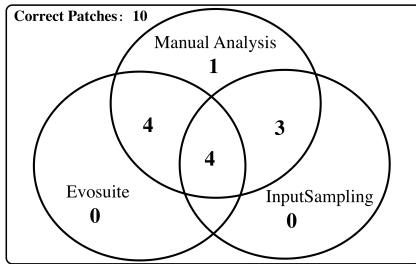 Correct Patches: 10
Manual Analysis
1
4
3
4
Evosuite
InputSampling
0
0